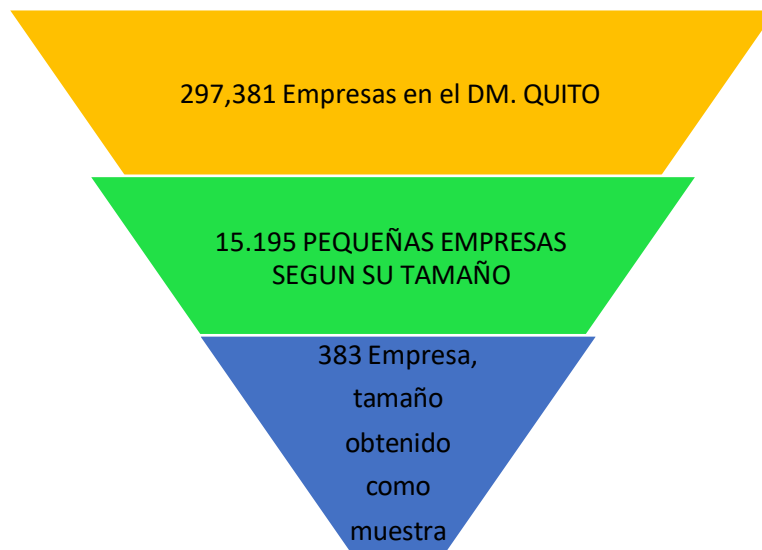 297,381 Empresas en el DM. QUITO
15.195 PEQUEÑAS EMPRESAS
SEGUN SU TAMAÑO
383 Empresa,
tamaño
obtenido
como
muestra